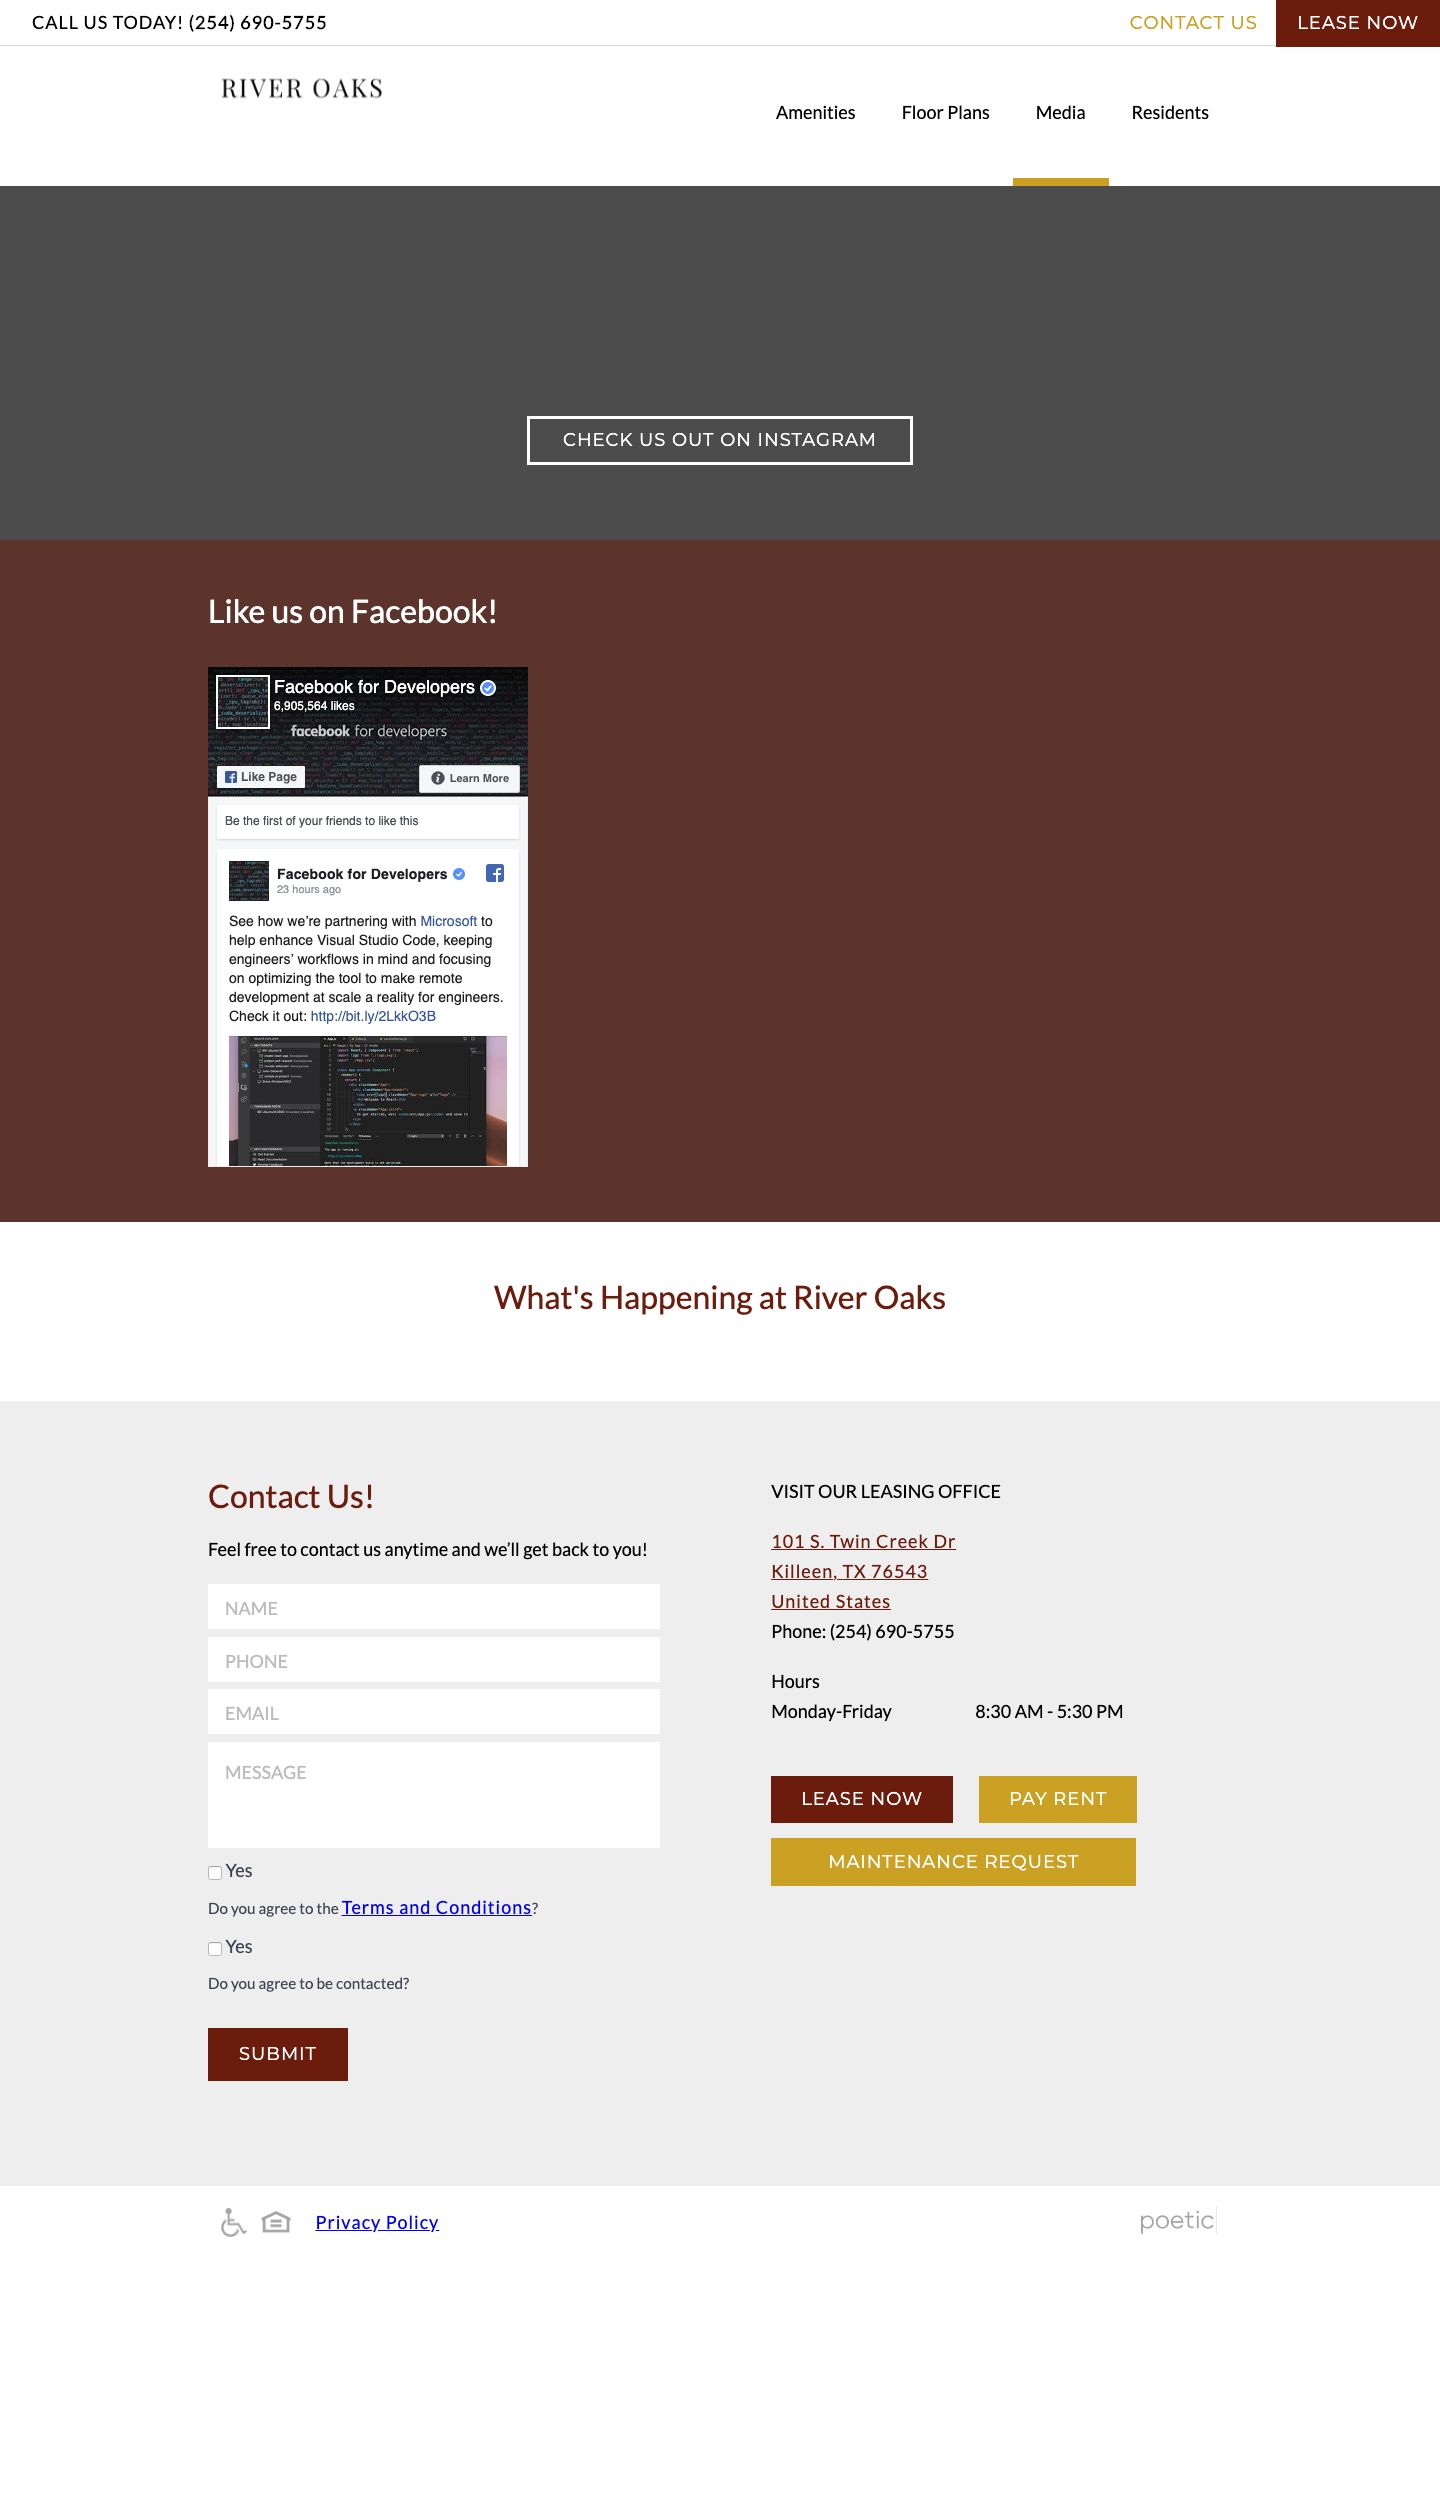 CALL US TODAY! (254) 690-5755
CONTACT US
LEASE NOW
RIVER OAKS
Amenities
Floor Plans
Media
Residents
CHECK US OUT ON INSTAGRAM
Like us on Facebook!
Facebook for Developers
6,905,564 likes
facebook for developers
Like Page
Learn More
Be the first of your friends to like this
Facebook for Developers
23 hours ago
See how we're partnering with Microsoft to
help enhance Visual Studio Code, keeping
engineers' workflows in mind and focusing
on optimizing the tool to make remote
development at scale a reality for engineers.
Check it out: http://bit.ly/2LkkO3B
What's Happening at River Oaks
Contact Us!
Feel free to contact us anytime and we'll get back to you!
NAME
PHONE
EMAIL
MESSAGE
Yes
Do you agree to the Terms and Conditions?
Yes
Do you agree to be contacted?
SUBMIT
VISIT OUR LEASING OFFICE
101 S. Twin Creek Dr
Killeen, TX 76543
United States
Phone: (254) 690-5755
Hours
Monday-Friday 8:30 AM - 5:30 PM
LEASE NOW
PAY RENT
MAINTENANCE REQUEST
Privacy Policy
poetic